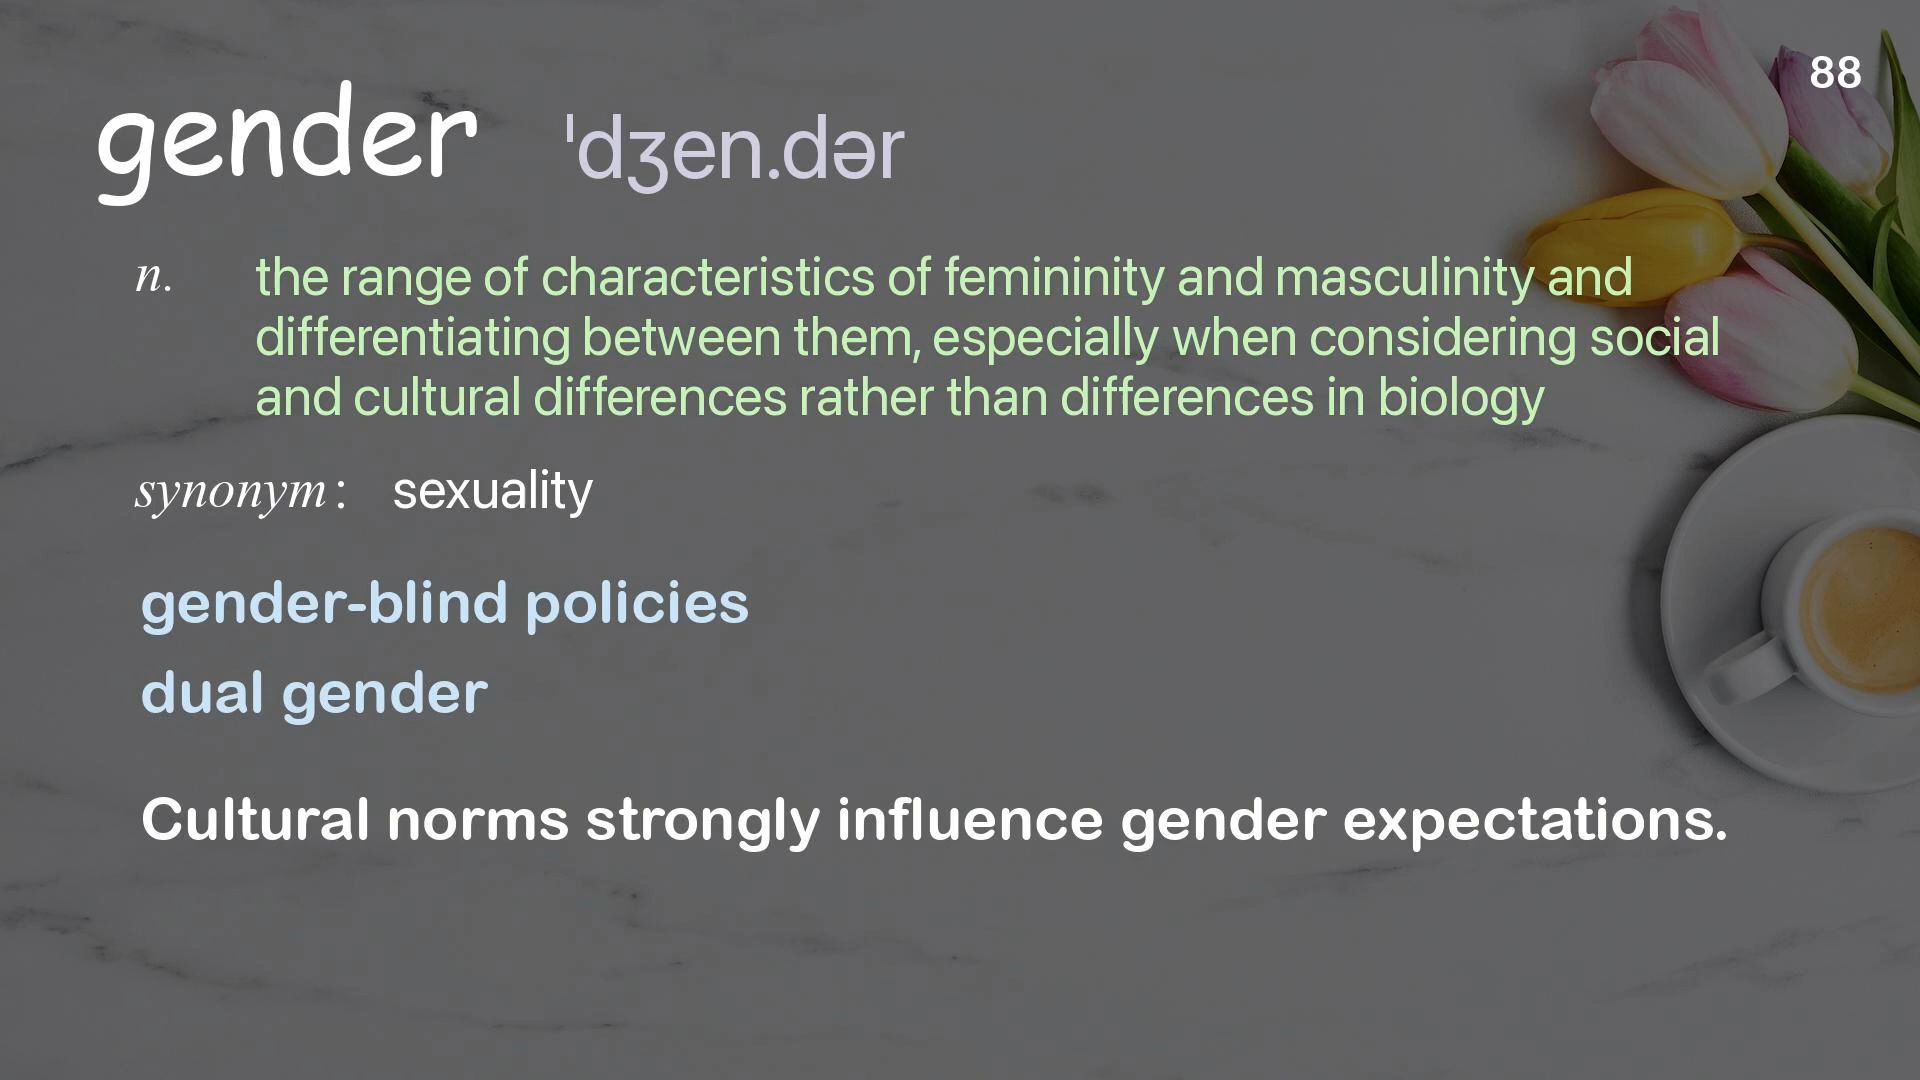 88
gender ˈdʒen.dər
n. the range of characteristics of femininity and masculinity and
differentiating between them, especially when considering social
and cultural differences rather than differences in biology
synonym: sexuality
gender-blind policies
dual gender
Cultural norms strongly influence gender expectations.